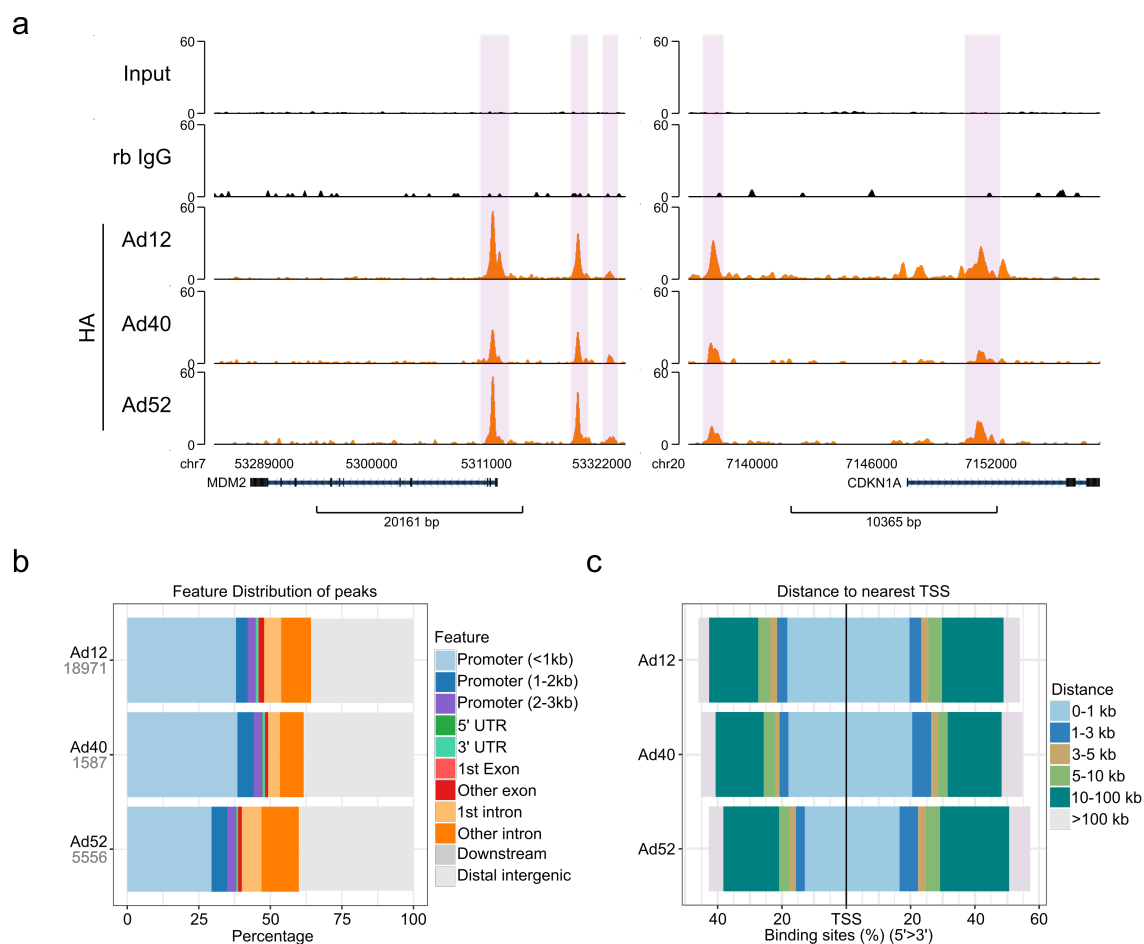 a
60
Input
0
60
rb IgG
0
60
Ad12
0
60
Ad40
0
60
Ad52
0
HA
60
0
60
0
60
0
60
0
60
0
chr7 53289000 5300000 5311000 53322000
MDM2
20161 bp
chr20 7140000 7146000 7152000
CDKN1A
10365 bp
b
Feature Distribution of peaks
Ad12
18971
Ad40
1587
Ad52
5556
0 25 50 75 100
Percentage
Feature
Promoter (<1kb)
Promoter (1-2kb)
Promoter (2-3kb)
5' UTR
3' UTR
1st Exon
Other exon
1st intron
Other intron
Downstream
Distal intergenic
c
Distance to nearest TSS
Ad12
Ad40
Ad52
40 20 TSS 20 40 60
Binding sites (%) (5'>3')
Distance
0-1 kb
1-3 kb
3-5 kb
5-10 kb
10-100 kb
>100 kb